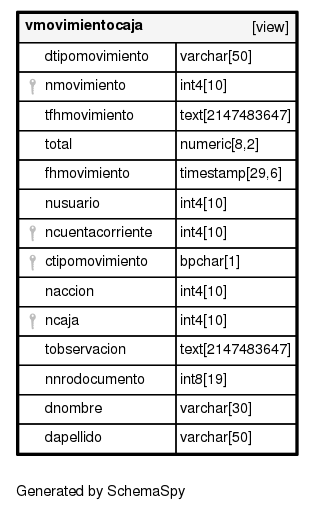 vmovimientocaja [view]
dtipomovimiento varchar[50]
nmovimiento int4[10]
tfhmovimiento text[2147483647]
total numeric[8,2]
fhmovimiento timestamp[29,6]
nusuario int4[10]
ncuentacorriente int4[10]
ctipomovimiento bpchar[1]
naccion int4[10]
ncaja int4[10]
tobservacion text[2147483647]
nnrodocumento int8[19]
dnombre varchar[30]
dapellido varchar[50]
Generated by SchemaSpy